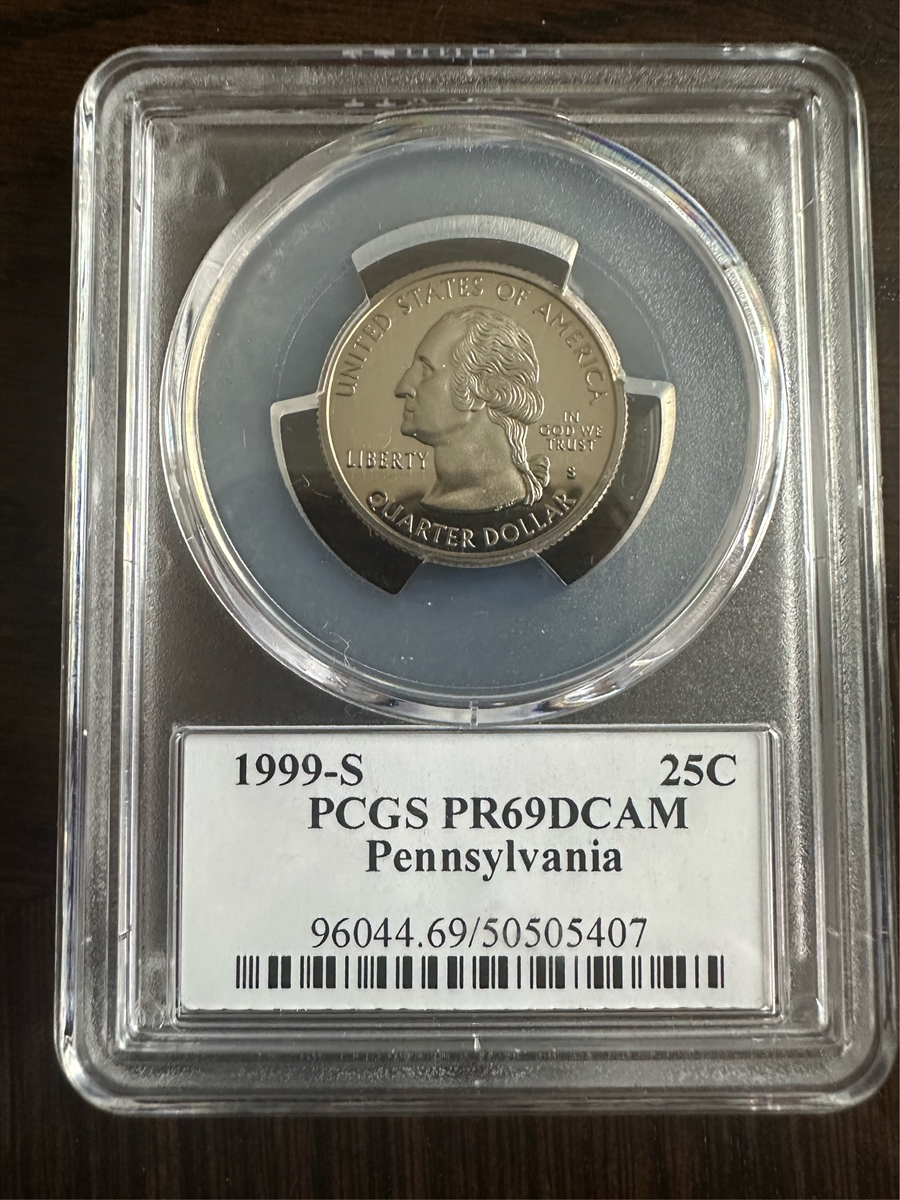 UNITED STATES OF AMERICA
IN
GOD WE
TRUST
LIBERTY
S
QUARTER DOLLAR
1999-S 25C
PCGS PR69DCAM
Pennsylvania
96044.69/50505407